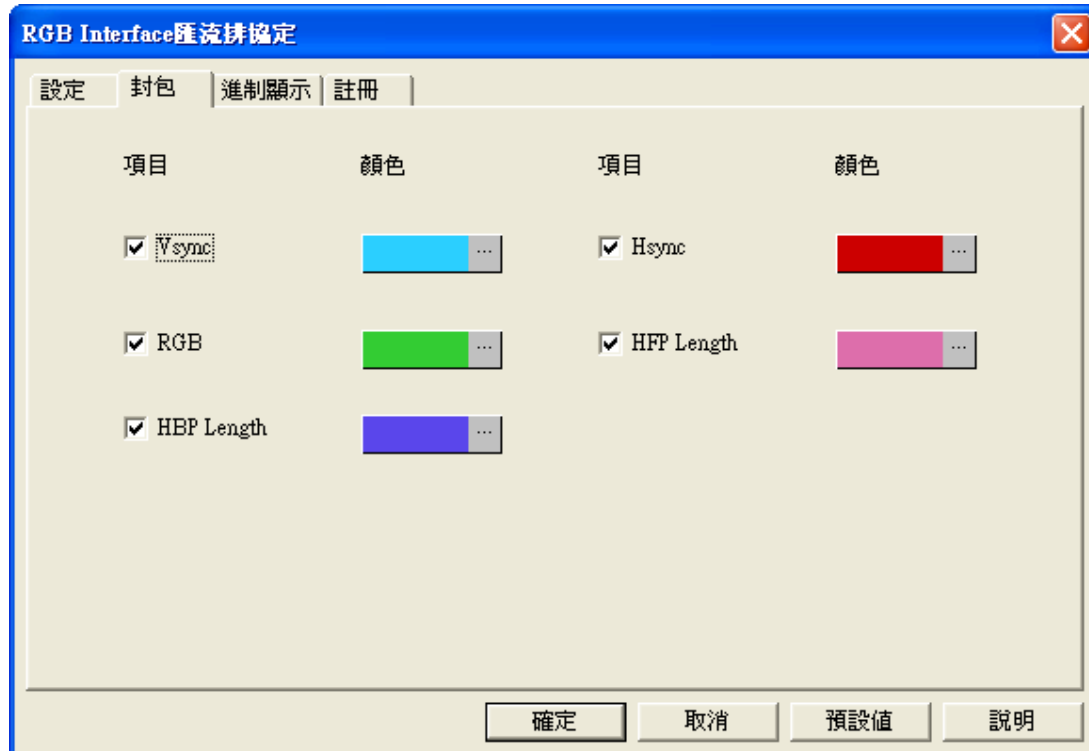 RGB Interface匯流排協定
設定 封包 進制顯示 註冊
項目 顏色 項目 顏色
Vsync ... Hsync ...
RGB ... HFP Length ...
HBP Length ...
確定 取消 預設值 說明